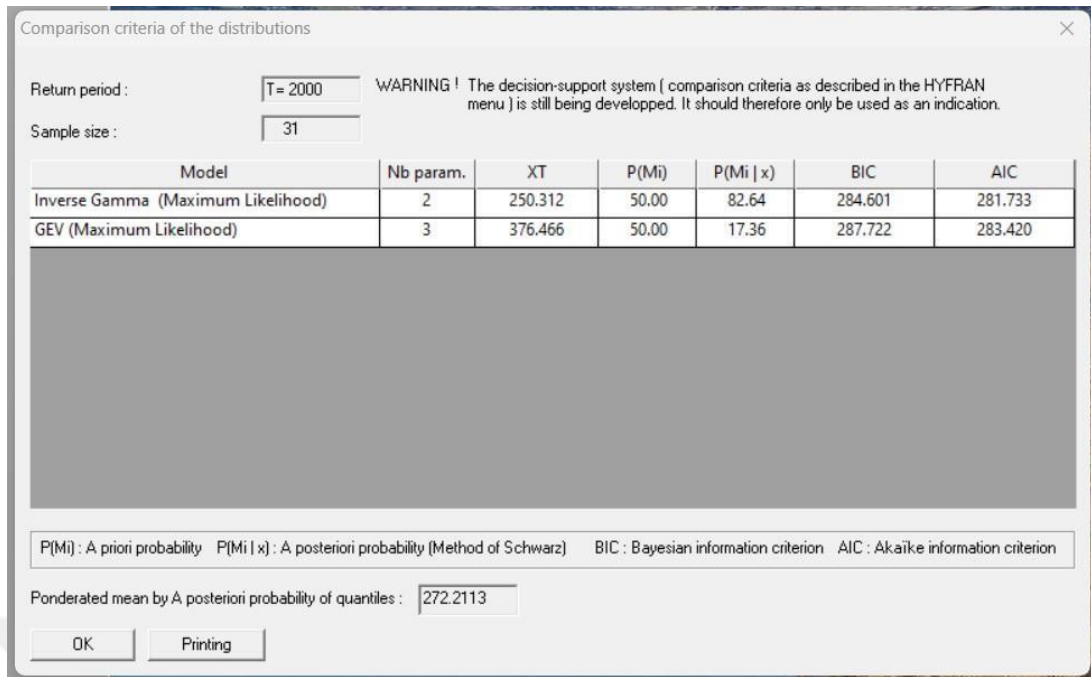 Comparison criteria of the distributions
Return period : T= 2000 WARNING ! The decision-support system ( comparison criteria as described in the HYFRAN
menu ) is still being developped. It should therefore only be used as an indication.
Sample size : 31
Model Nb param. XT P(Mi) P(Mi | x) BIC AIC
Inverse Gamma (Maximum Likelihood) 2 250.312 50.00 82.64 284.601 281.733
GEV (Maximum Likelihood) 3 376.466 50.00 17.36 287.722 283.420
P(Mi) : A priori probability P(Mi | x) : A posteriori probability (Method of Schwarz) BIC : Bayesian information criterion AIC : Akaïke information criterion
Ponderated mean by A posteriori probability of quantiles : 272.2113
OK Printing